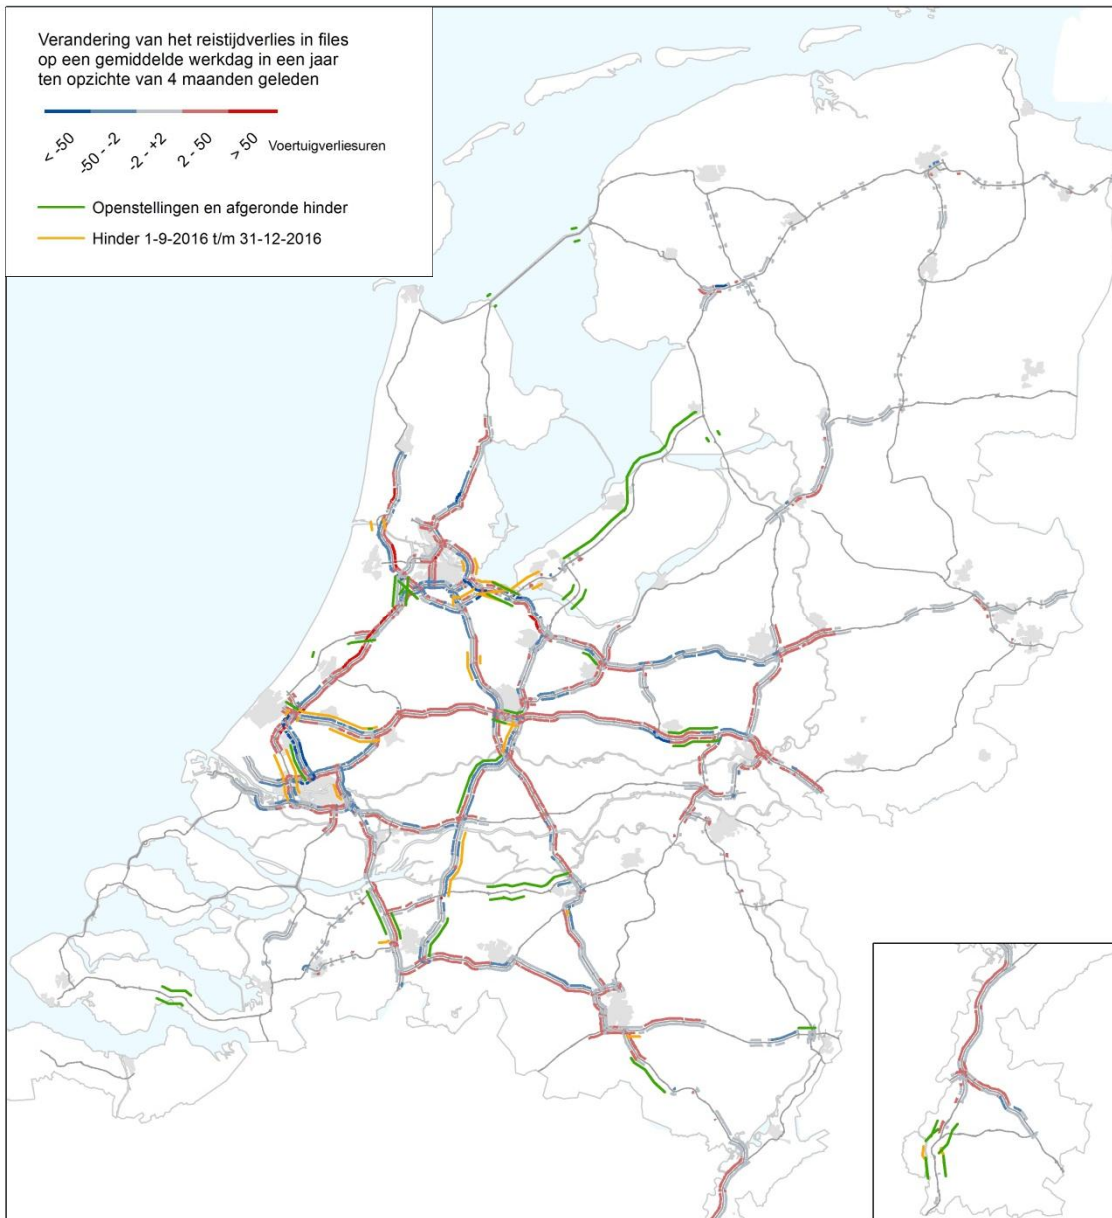 Verandering van het reistijdverlies in files
op een gemiddelde werkdag in een jaar
ten opzichte van 4 maanden geleden
< -50
-50 - -2
-2 - +2
2 - 50
> 50
Voertuigverliesuren
Openstellingen en afgeronde hinder
Hinder 1-9-2016 t/m 31-12-2016